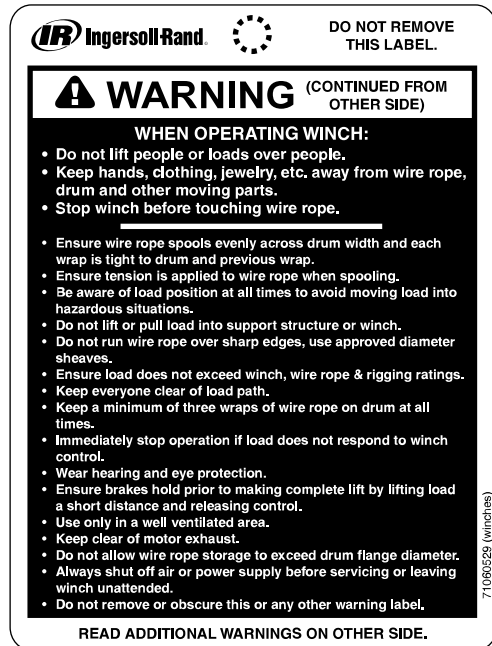 IR Ingersoll-Rand®
DO NOT REMOVE
THIS LABEL.
WARNING
(CONTINUED FROM
OTHER SIDE)
WHEN OPERATING WINCH:
• Do not lift people or loads over people.
• Keep hands, clothing, jewelry, etc. away from wire rope,
drum and other moving parts.
• Stop winch before touching wire rope.
• Ensure wire rope spools evenly across drum width and each
wrap is tight to drum and previous wrap.
• Ensure tension is applied to wire rope when spooling.
• Be aware of load position at all times to avoid moving load into
hazardous situations.
• Do not lift or pull load into support structure or winch.
• Do not run wire rope over sharp edges, use approved diameter
sheaves.
• Ensure load does not exceed winch, wire rope & rigging ratings.
• Keep everyone clear of load path.
• Keep a minimum of three wraps of wire rope on drum at all
times.
• Immediately stop operation if load does not respond to winch
control.
• Wear hearing and eye protection.
• Ensure brakes hold prior to making complete lift by lifting load
a short distance and releasing control.
• Use only in a well ventilated area.
• Keep clear of motor exhaust.
• Do not allow wire rope storage to exceed drum flange diameter.
• Always shut off air or power supply before servicing or leaving
winch unattended.
• Do not remove or obscure this or any other warning label.
71060529 (winches)
READ ADDITIONAL WARNINGS ON OTHER SIDE.